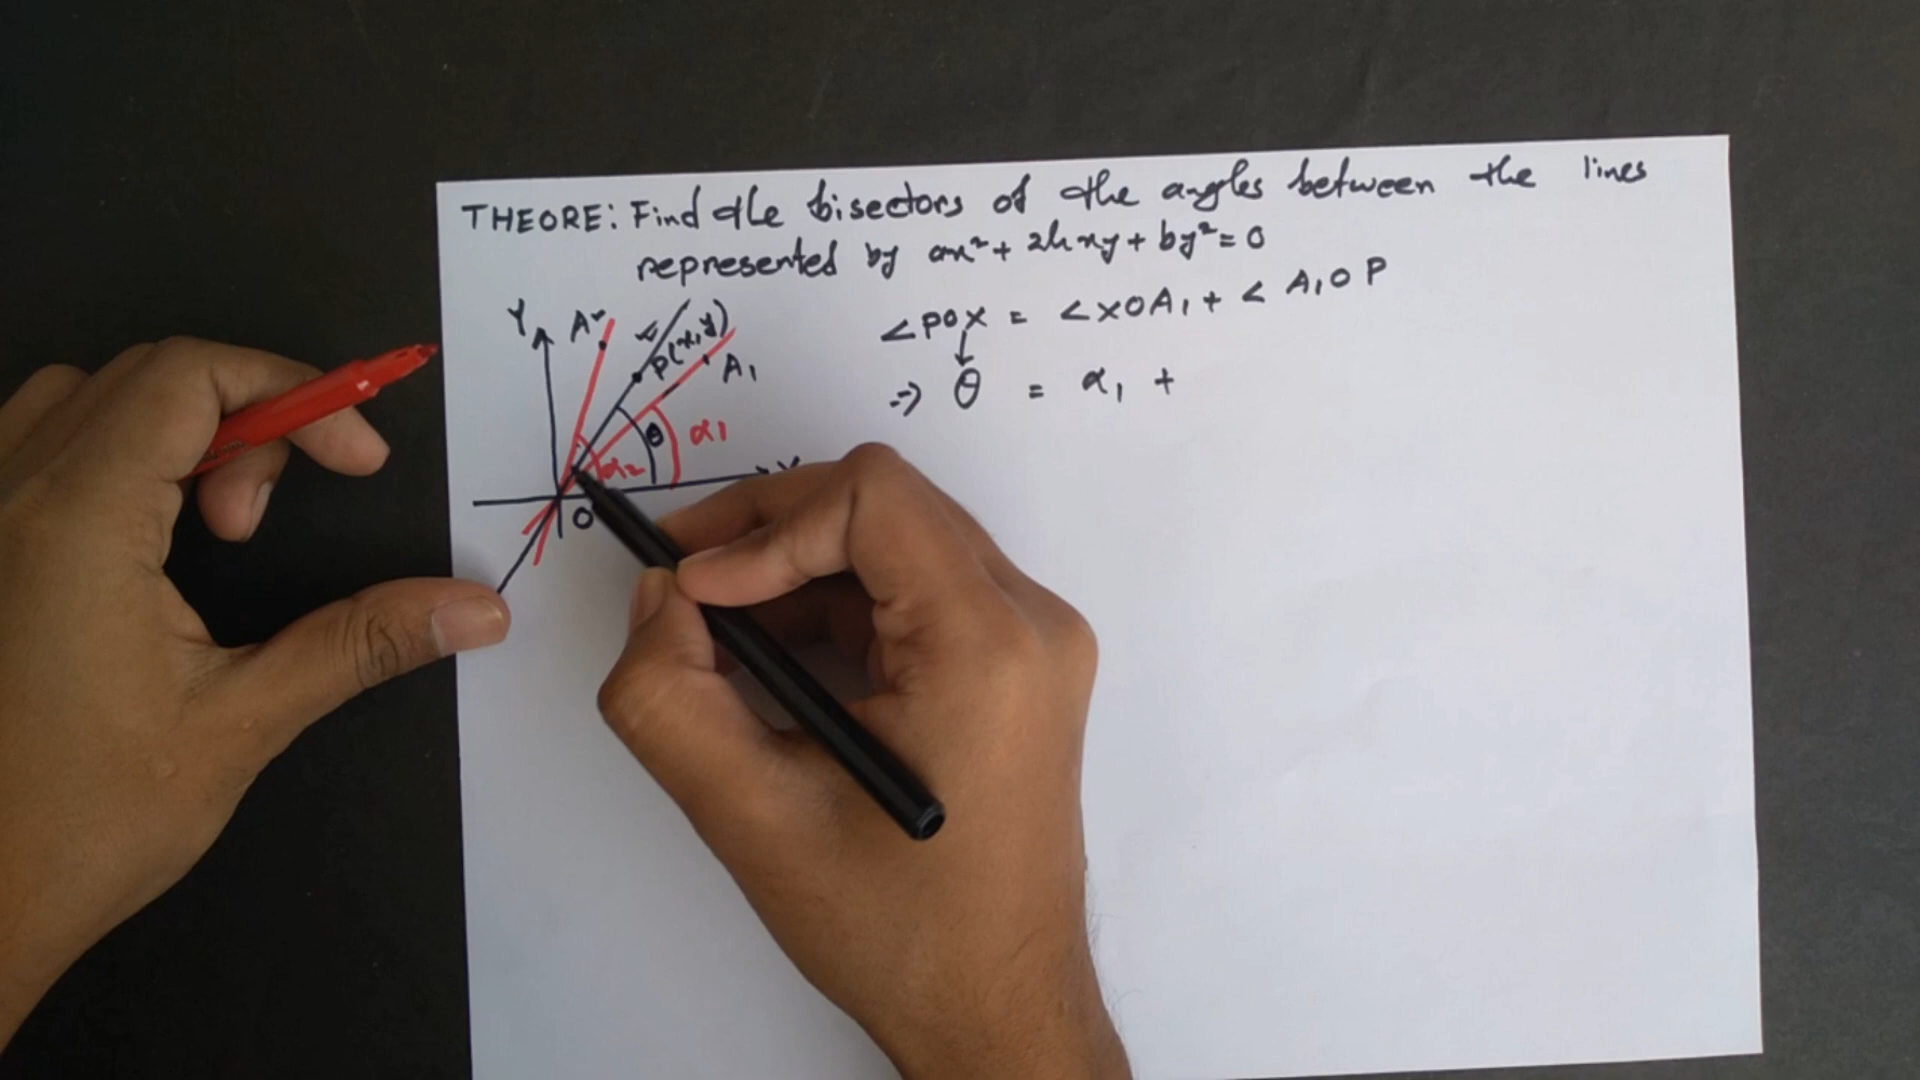 THEORE: Find the bisectors of the angles between the lines
represented by ax²+ 2hxy + by² = 0
∠POX = ∠XOA₁ + ∠A₁OP
⇒ θ = α₁ +
Y A₂ P(x,y) A₁
θ α₁
α₂ X
O